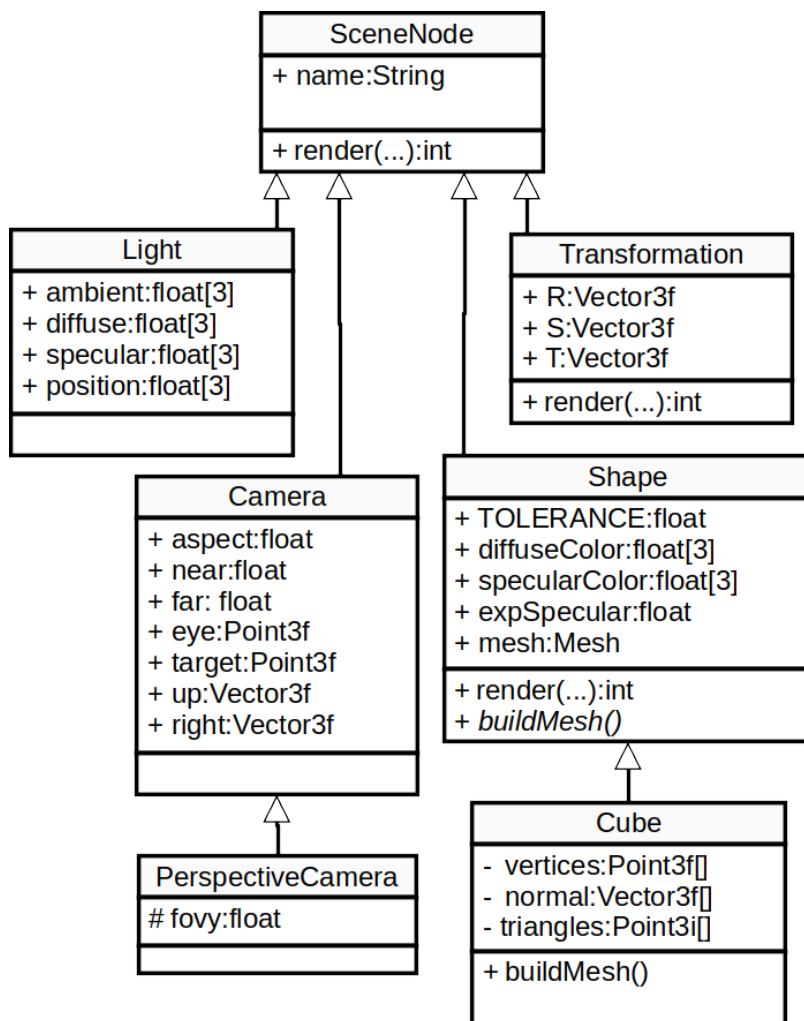 SceneNode
+ name:String
+ render(...):int
Light
+ ambient:float[3]
+ diffuse:float[3]
+ specular:float[3]
+ position:float[3]
Transformation
+ R:Vector3f
+ S:Vector3f
+ T:Vector3f
+ render(...):int
Camera
+ aspect:float
+ near:float
+ far: float
+ eye:Point3f
+ target:Point3f
+ up:Vector3f
+ right:Vector3f
Shape
+ TOLERANCE:float
+ diffuseColor:float[3]
+ specularColor:float[3]
+ expSpecular:float
+ mesh:Mesh
+ render(...):int
+ buildMesh()
PerspectiveCamera
# fovy:float
Cube
- vertices:Point3f[]
- normal:Vector3f[]
- triangles:Point3i[]
+ buildMesh()